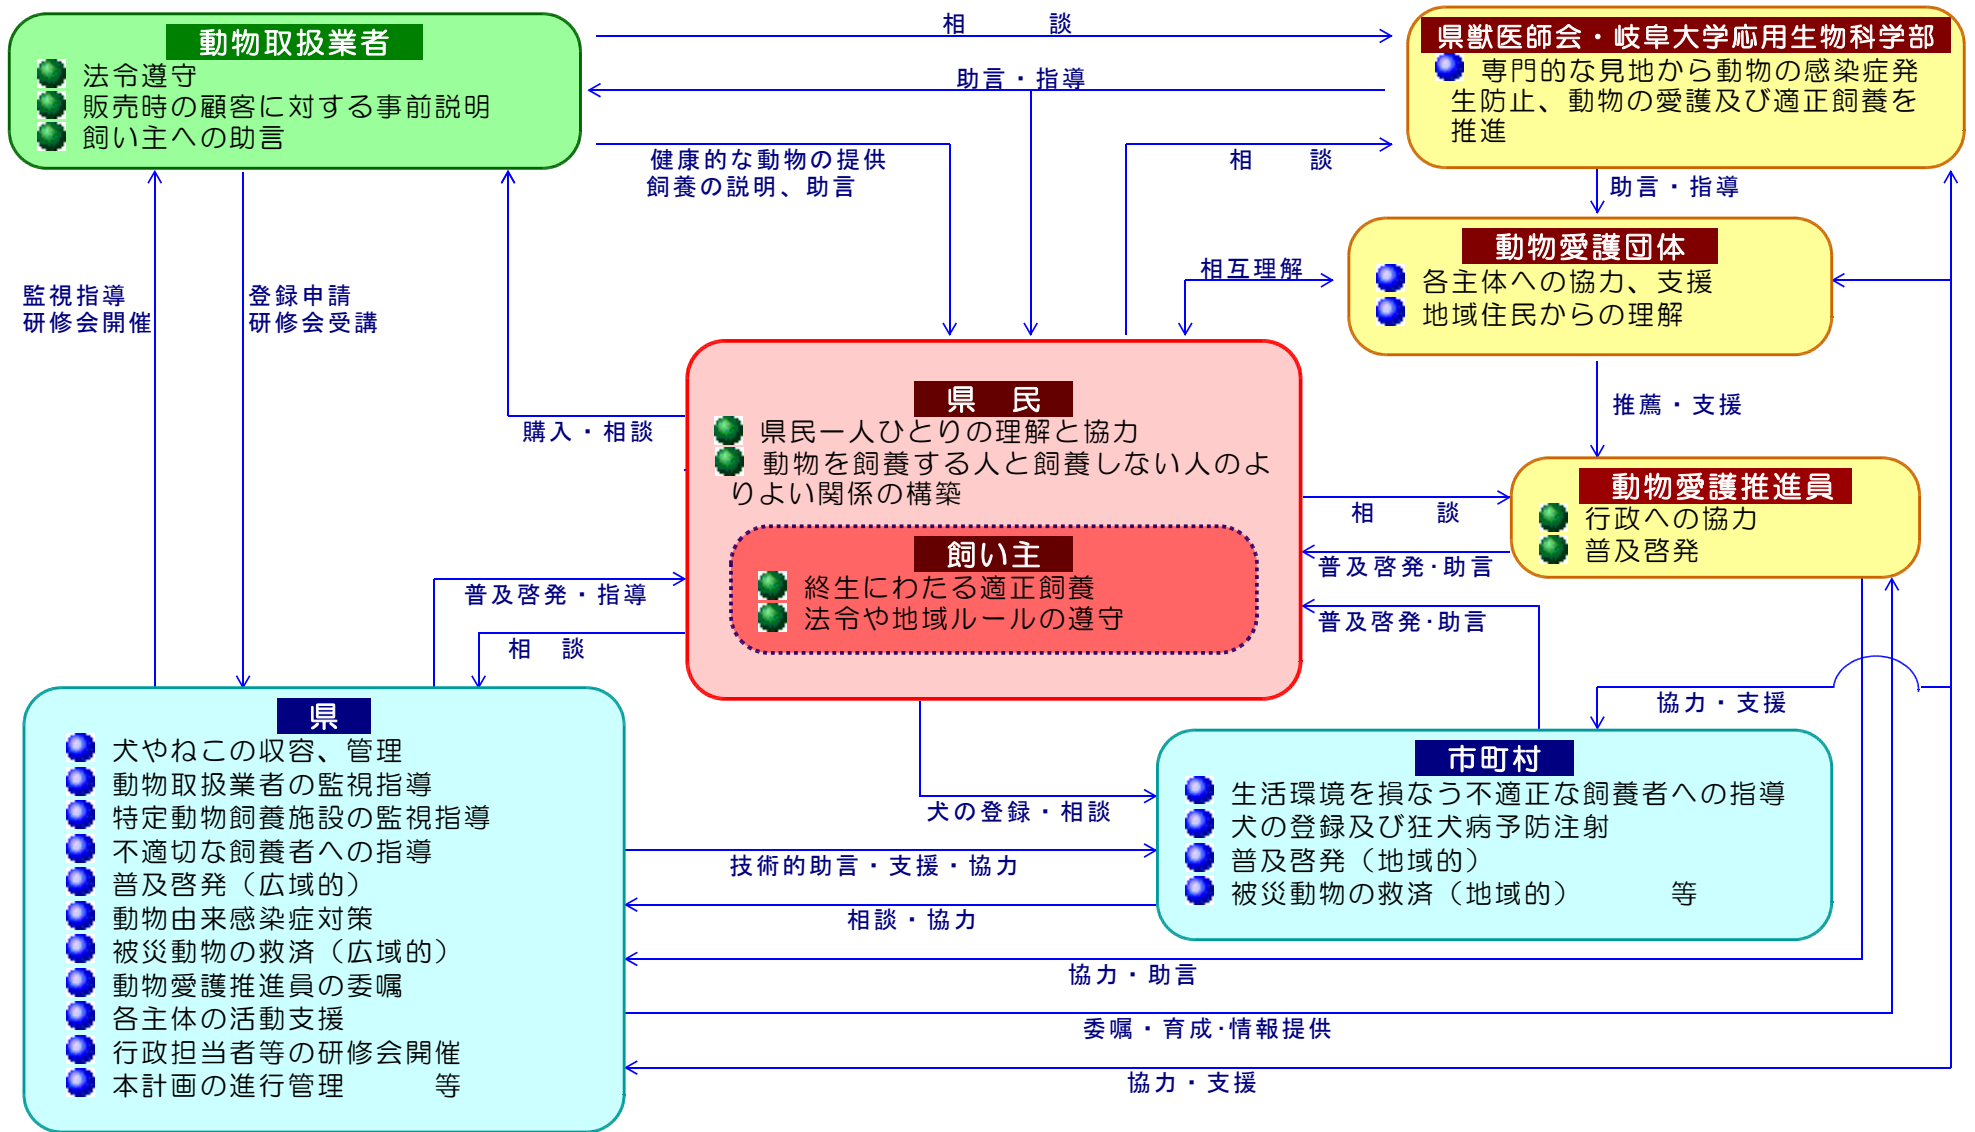 動物取扱業者
法令遵守
販売時の顧客に対する事前説明
飼い主への助言
相　談
助言・指導
健康的な動物の提供
飼養の説明、助言
県獣医師会・岐阜大学応用生物科学部
専門的な見地から動物の感染症発
生防止、動物の愛護及び適正飼養を
推進
相　談
助言・指導
動物愛護団体
各主体への協力、支援
地域住民からの理解
相互理解
監視指導
研修会開催
登録申請
研修会受講
購入・相談
推薦・支援
県　民
県民一人ひとりの理解と協力
動物を飼養する人と飼養しない人のよ
りよい関係の構築
飼い主
終生にわたる適正飼養
法令や地域ルールの遵守
動物愛護推進員
行政への協力
普及啓発
相　談
普及啓発・助言
普及啓発・助言
普及啓発・指導
相　談
協力・支援
県
犬やねこの収容、管理
動物取扱業者の監視指導
特定動物飼養施設の監視指導
不適切な飼養者への指導
普及啓発（広域的）
動物由来感染症対策
被災動物の救済（広域的）
動物愛護推進員の委嘱
各主体の活動支援
行政担当者等の研修会開催
本計画の進行管理　　　等
市町村
生活環境を損なう不適正な飼養者への指導
犬の登録及び狂犬病予防注射
普及啓発（地域的）
被災動物の救済（地域的）　　　等
犬の登録・相談
技術的助言・支援・協力
相談・協力
協力・助言
委嘱・育成・情報提供
協力・支援